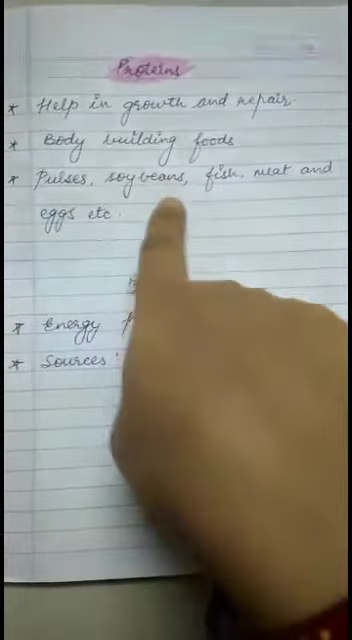 Proteins
* Help in growth and repair.
* Body building foods
* Pulses, soybeans, fish, meat and
eggs etc.
* Energy
* Sources